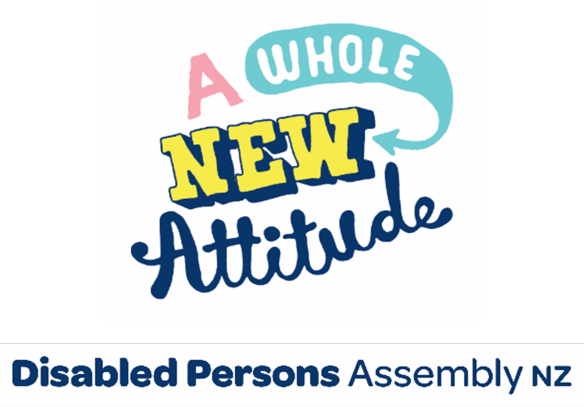 A WHOLE
NEW
Attitude
Disabled Persons Assembly NZ